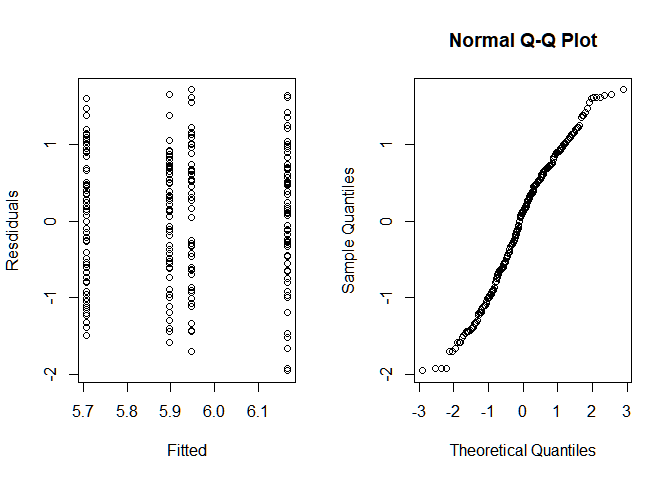 Resdiduals
-2
-1
0
1
5.7 5.8 5.9 6.0 6.1
Fitted
Normal Q-Q Plot
Sample Quantiles
-2
-1
0
1
-3 -2 -1 0 1 2 3
Theoretical Quantiles